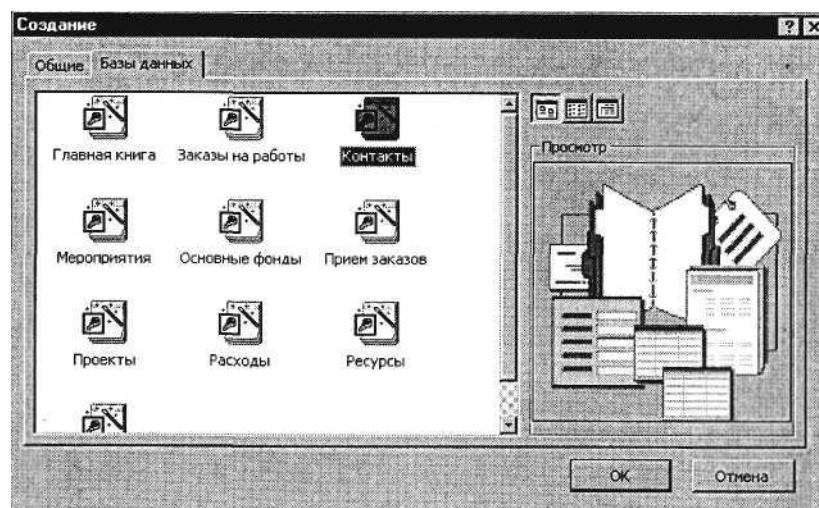 Создание
Общие
Базы данных
Главная книга
Заказы на работы
Контакты
Просмотр
Мероприятия
Основные фонды
Прием заказов
Проекты
Расходы
Ресурсы
OK
Отмена